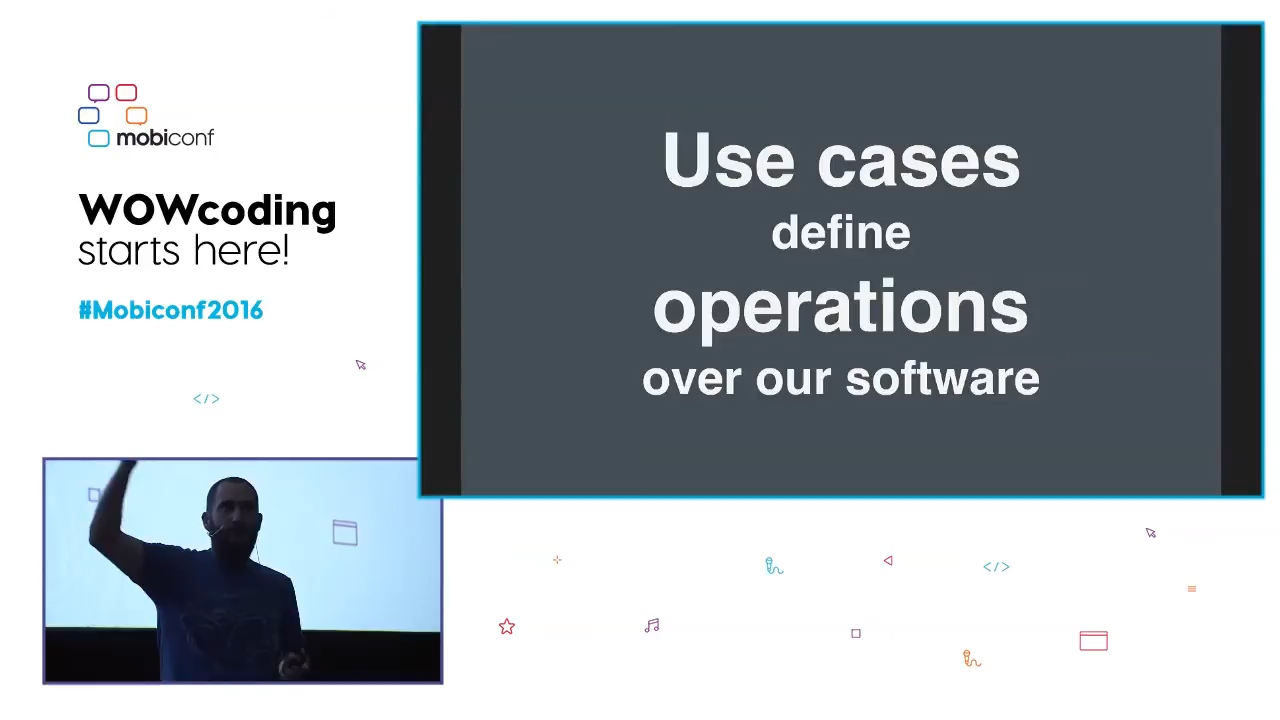 mobiconf
WOWcoding
starts here!
#Mobiconf2016
</>
Use cases
define
operations
over our software
</>